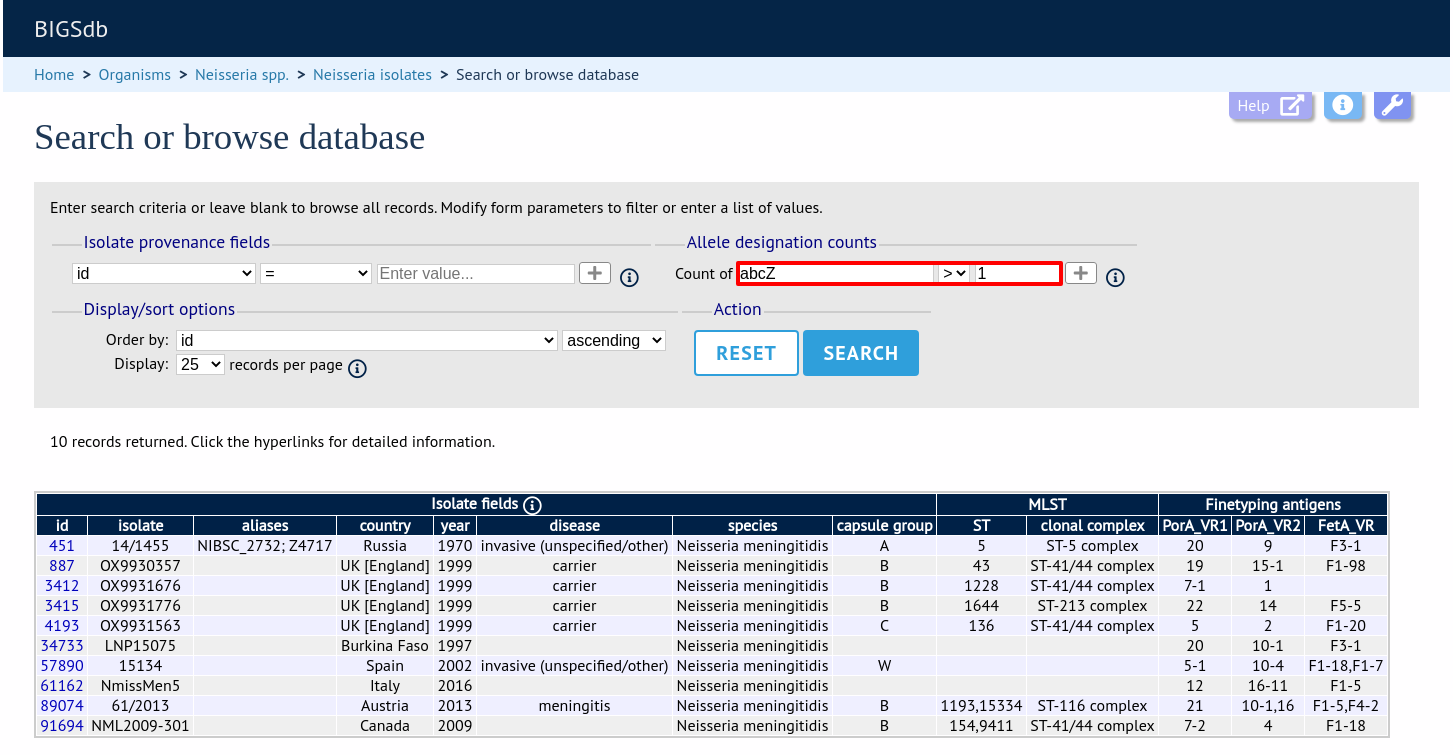 BIGSdb
Home > Organisms > Neisseria spp. > Neisseria isolates > Search or browse database
Help
Search or browse database
Enter search criteria or leave blank to browse all records. Modify form parameters to filter or enter a list of values.
Isolate provenance fields Allele designation counts
id = Enter value... + Count of abcZ > 1 +
Display/sort options Action
Order by: id ascending
Display: 25 records per page
RESET SEARCH
10 records returned. Click the hyperlinks for detailed information.
Isolate fields MLST Finetyping antigens
id isolate aliases country year disease species capsule group ST clonal complex PorA_VR1 PorA_VR2 FetA_VR
451 14/1455 NIBSC_2732; Z4717 Russia 1970 invasive (unspecified/other) Neisseria meningitidis A 5 ST-5 complex 20 9 F3-1
887 OX9930357 UK [England] 1999 carrier Neisseria meningitidis B 43 ST-41/44 complex 19 15-1 F1-98
3412 OX9931676 UK [England] 1999 carrier Neisseria meningitidis B 1228 ST-41/44 complex 7-1 1
3415 OX9931776 UK [England] 1999 carrier Neisseria meningitidis B 1644 ST-213 complex 22 14 F5-5
4193 OX9931563 UK [England] 1999 carrier Neisseria meningitidis C 136 ST-41/44 complex 5 2 F1-20
34733 LNP15075 Burkina Faso 1997 Neisseria meningitidis 20 10-1 F3-1
57890 15134 Spain 2002 invasive (unspecified/other) Neisseria meningitidis W 5-1 10-4 F1-18,F1-7
61162 NmissMen5 Italy 2016 Neisseria meningitidis 12 16-11 F1-5
89074 61/2013 Austria 2013 meningitis Neisseria meningitidis B 1193,15334 ST-116 complex 21 10-1,16 F1-5,F4-2
91694 NML2009-301 Canada 2009 Neisseria meningitidis B 154,9411 ST-41/44 complex 7-2 4 F1-18